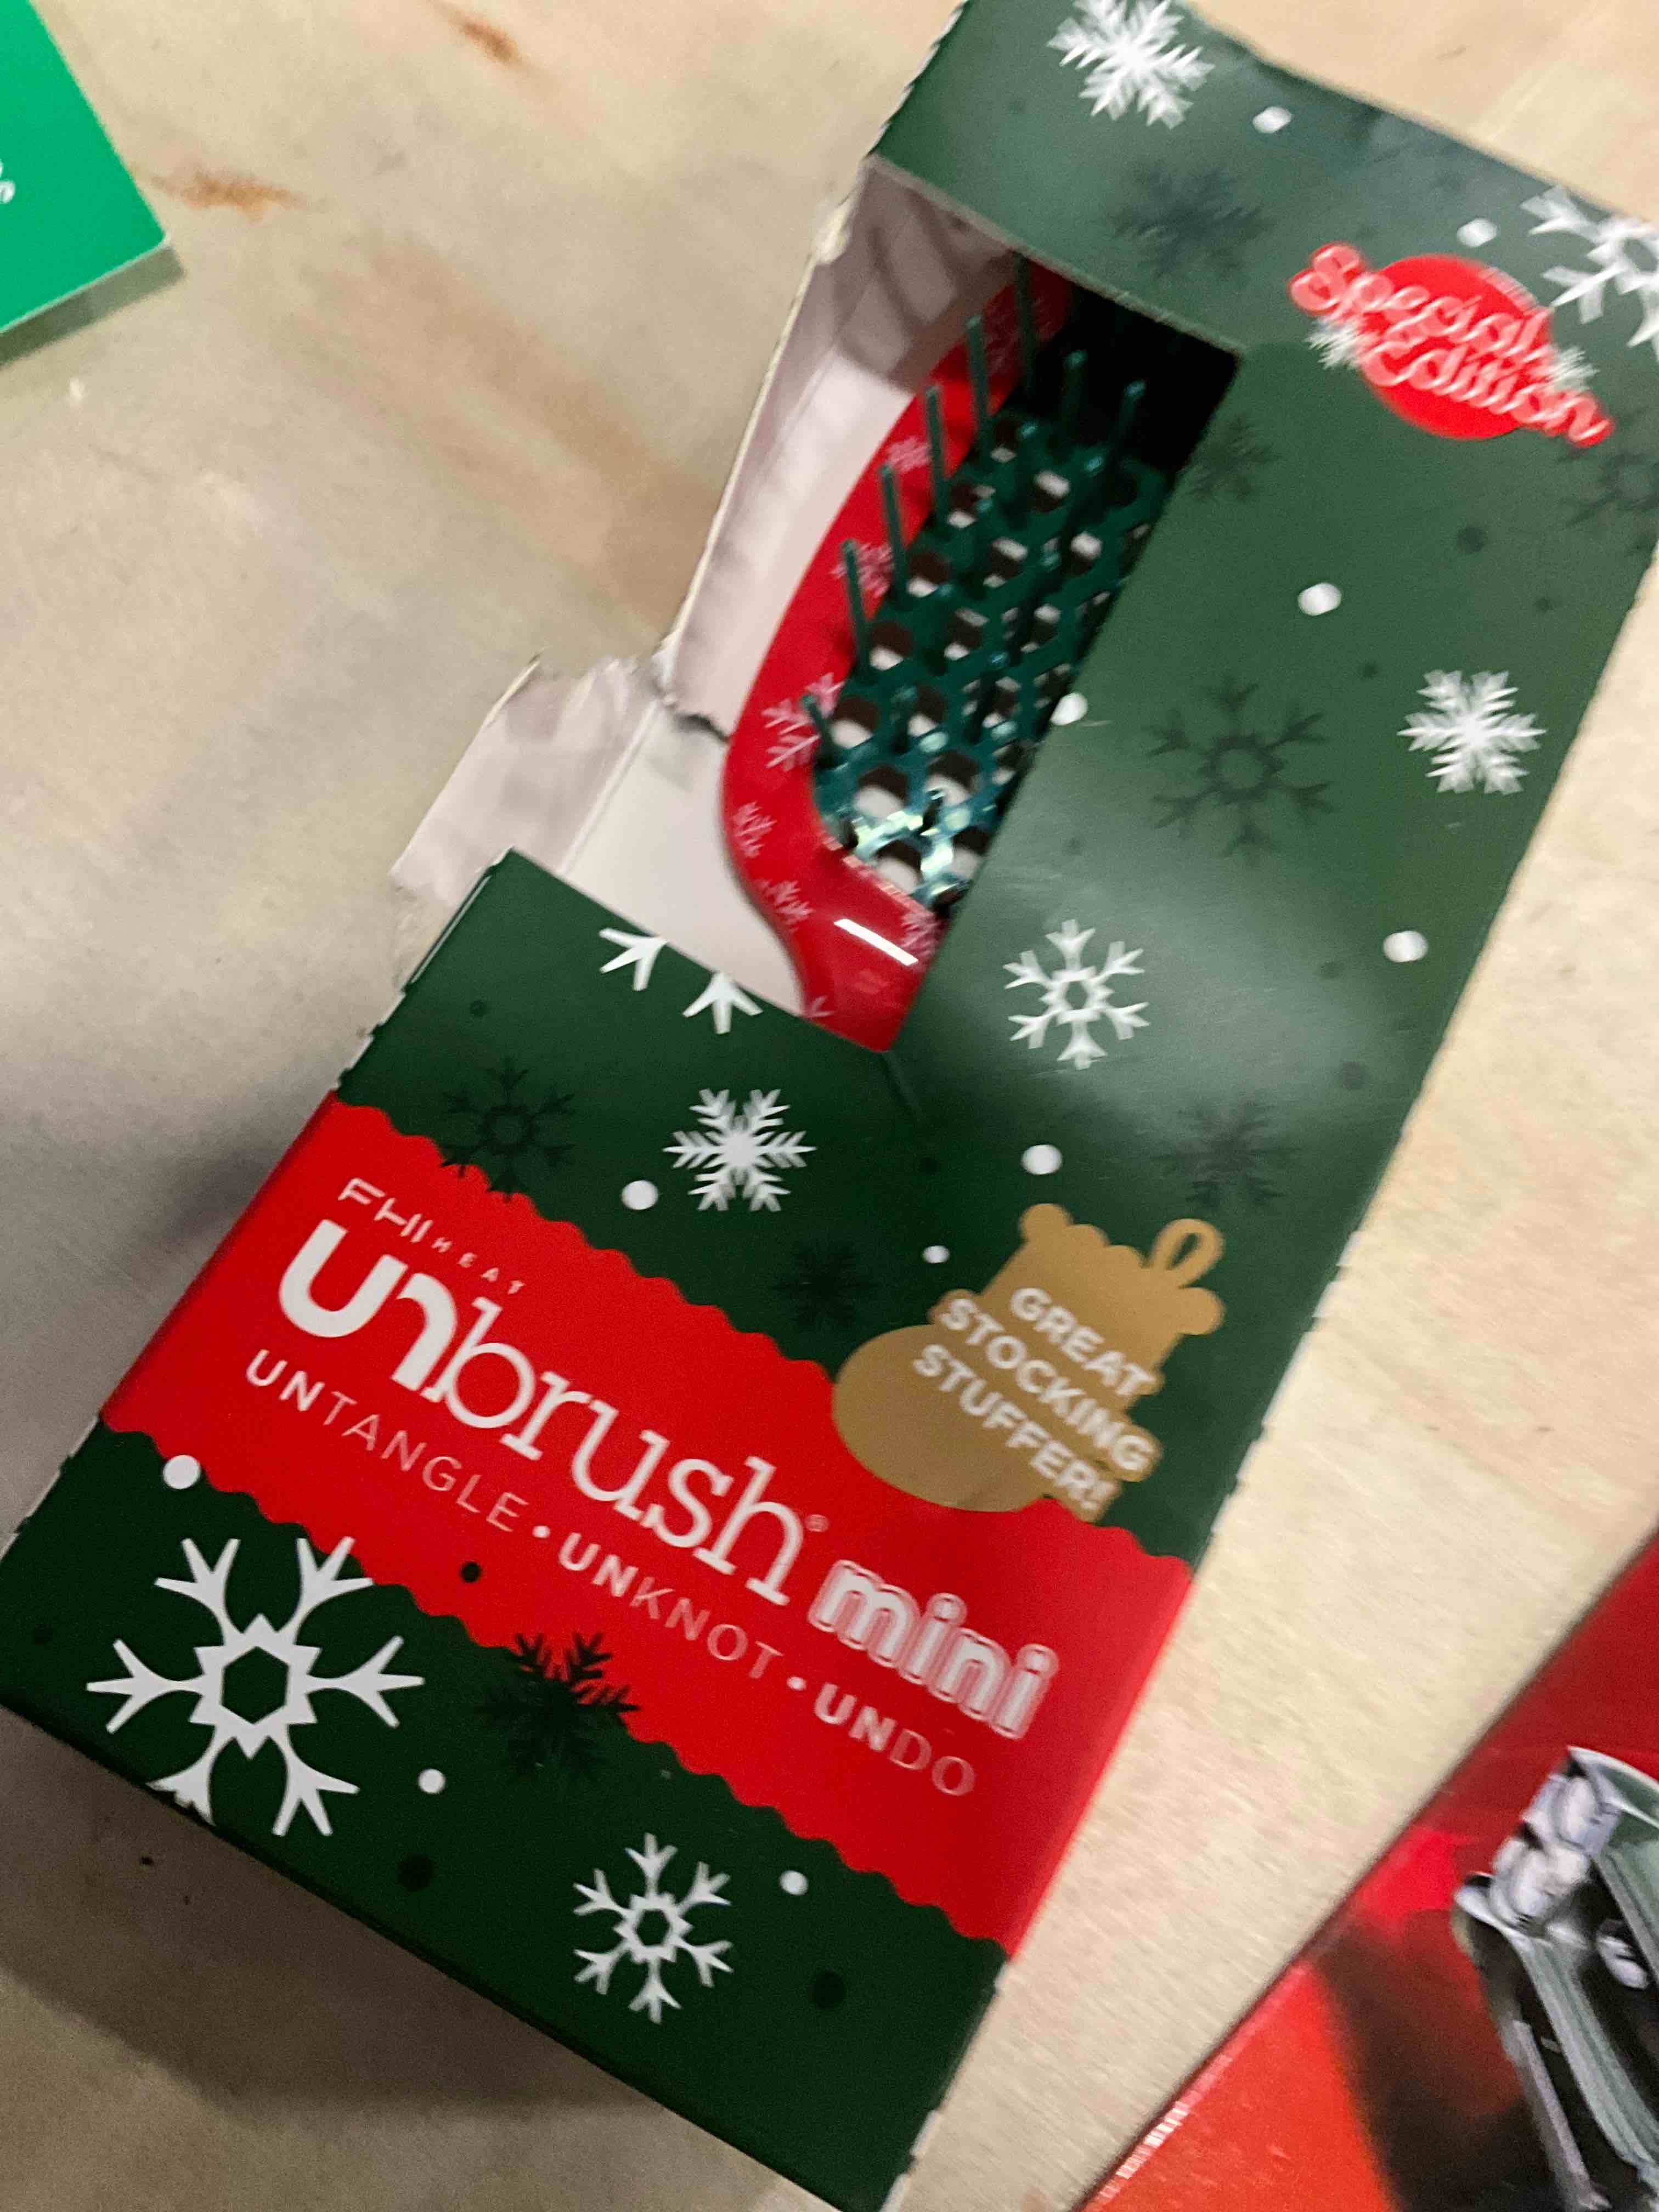 Special
Edition
GREAT
STOCKING
STUFFER!
FHI HEAT
unbrush® mini
UNTANGLE • UNKNOT • UNDO